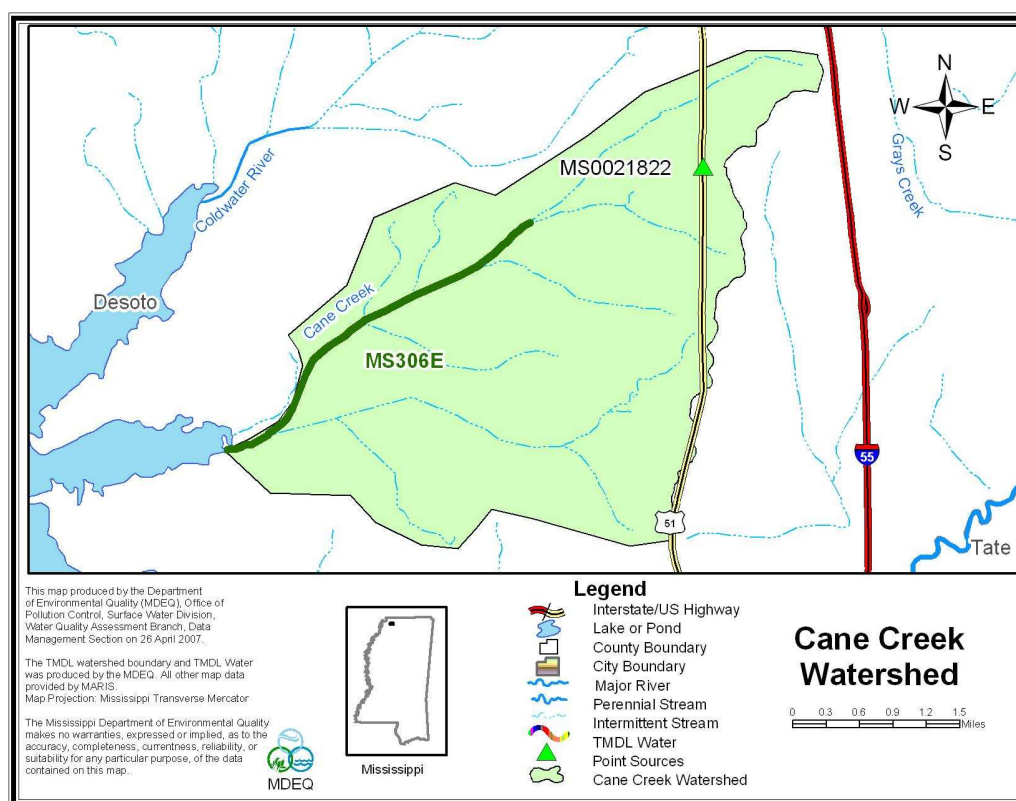 N
W E
S
MS0021822
Grays Creek
Coldwater River
Desoto
Cane Creek
MS306E
55
51
Tate
This map produced by the Department
of Environmental Quality (MDEQ), Office of
Pollution Control, Surface Water Division,
Water Quality Assessment Branch, Data
Management Section on 26 April 2007.
The TMDL watershed boundary and TMDL Water
was produced by the MDEQ. All other map data
provided by MARIS.
Map Projection: Mississippi Transverse Mercator
The Mississippi Department of Environmental Quality
makes no warranties, expressed or implied, as to the
accuracy, completeness, currentness, reliability, or
suitability for any particular purpose, of the data
contained on this map.
MDEQ
Mississippi
Legend
Interstate/US Highway
Lake or Pond
County Boundary
City Boundary
Major River
Perennial Stream
Intermittent Stream
TMDL Water
Point Sources
Cane Creek Watershed
Cane Creek
Watershed
0 0.3 0.6 0.9 1.2 1.5
Miles